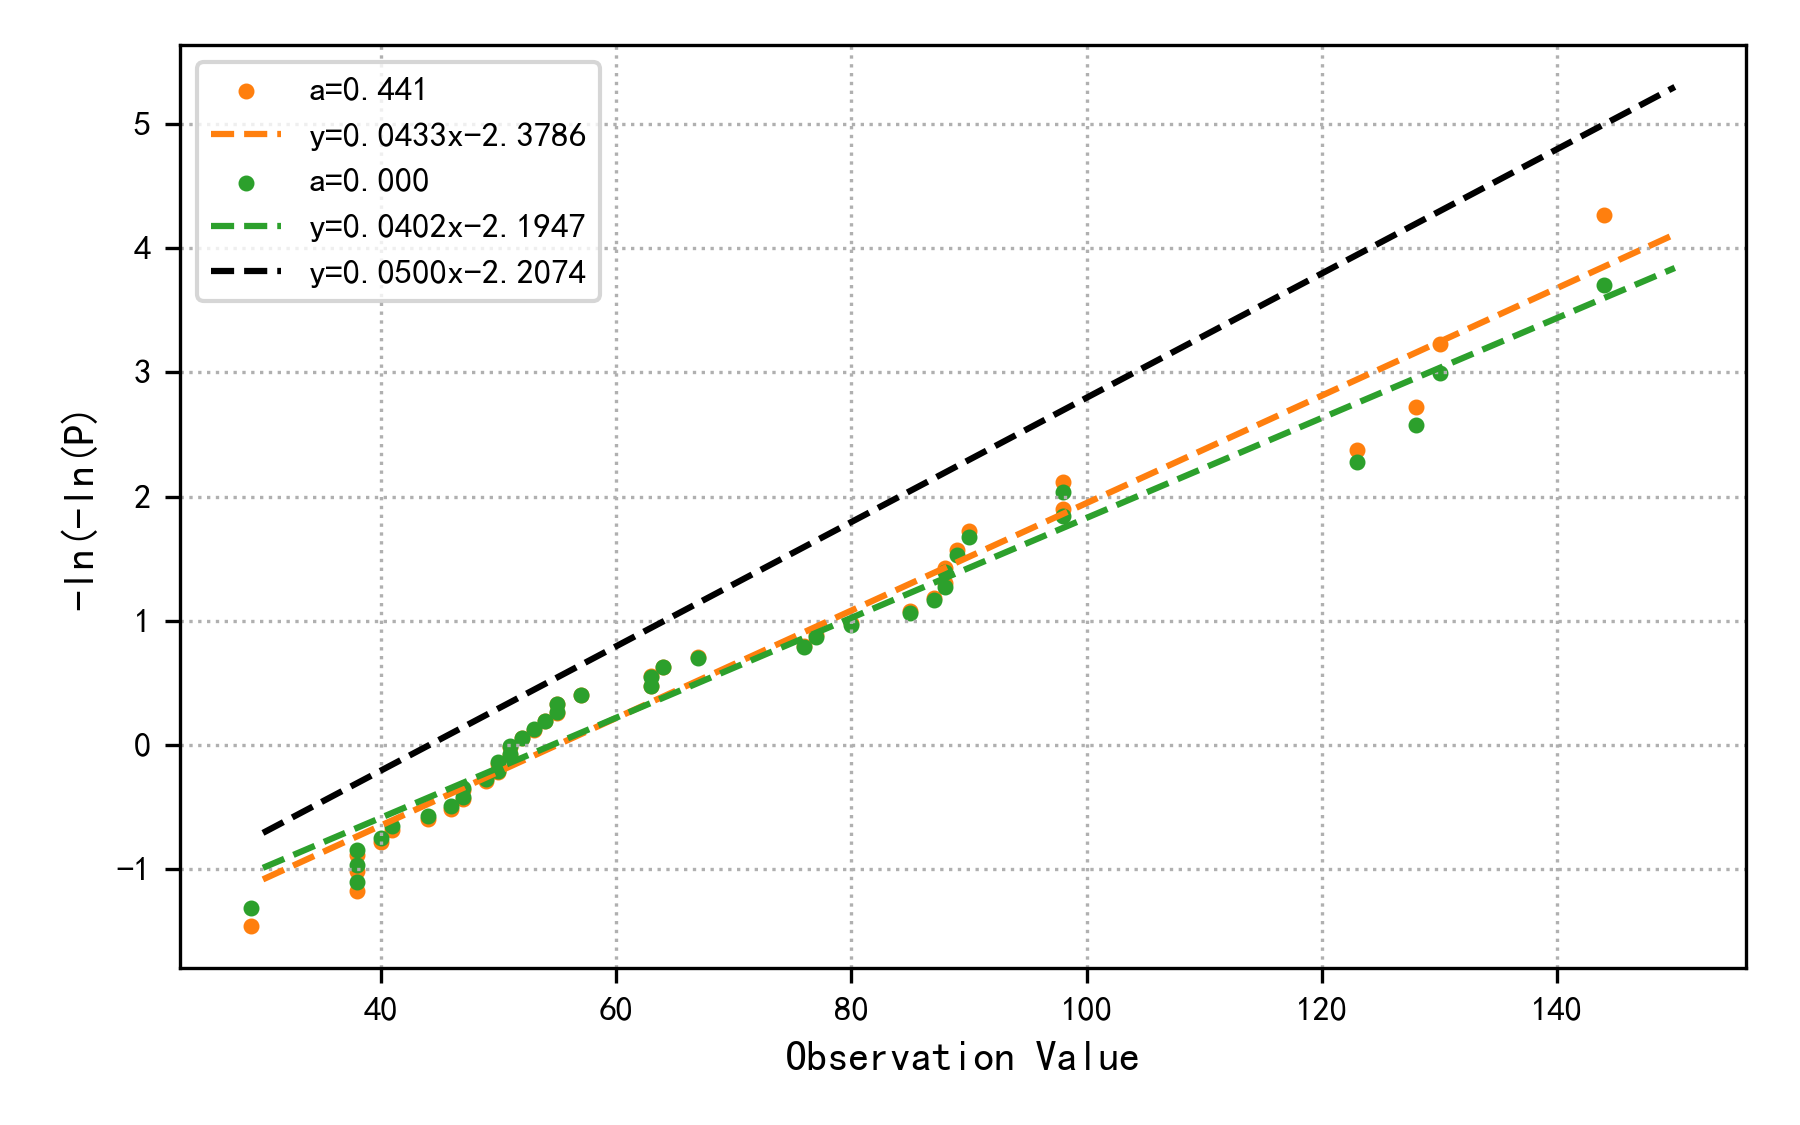 a=0.441
y=0.0433x−2.3786
a=0.000
y=0.0402x−2.1947
y=0.0500x−2.2074
5
4
3
2
1
0
−1
-ln(-ln(P)
40 60 80 100 120 140
Observation Value